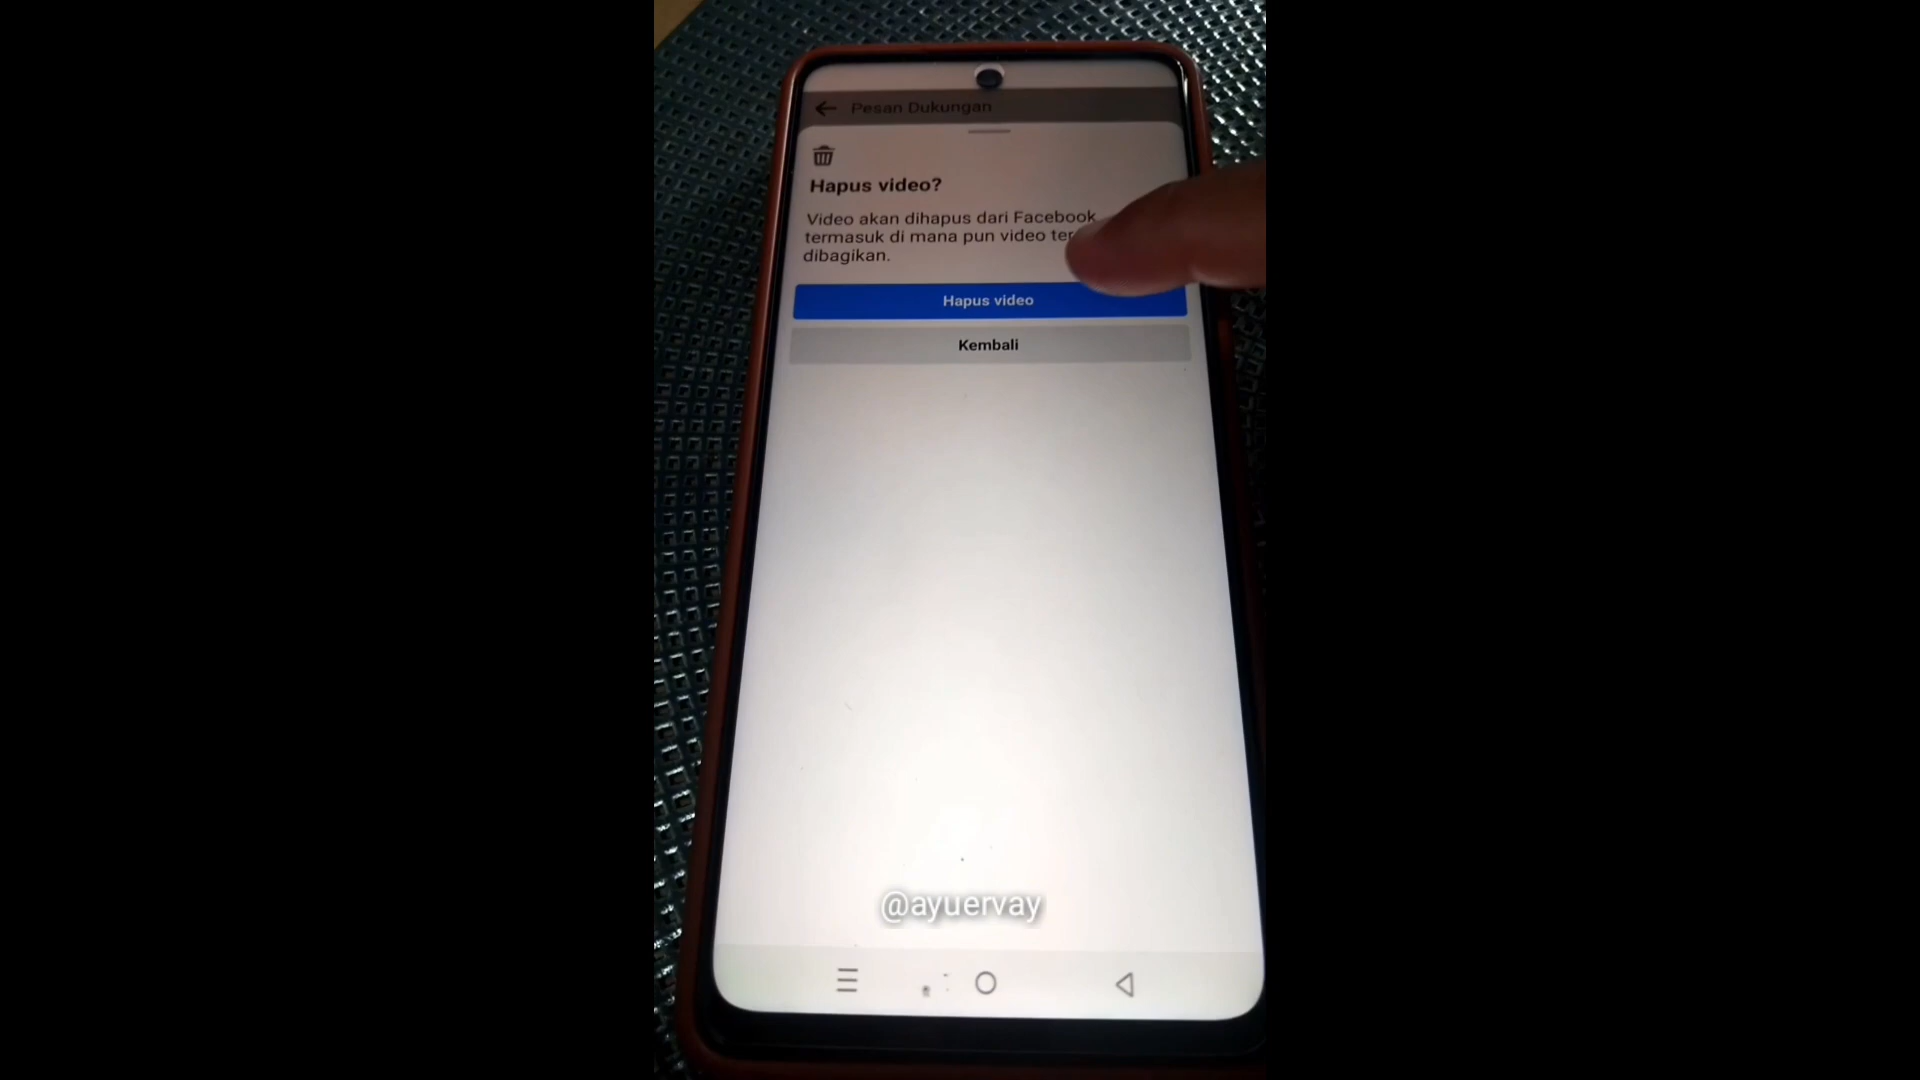 Pesan Dukungan
Hapus video?
Video akan dihapus dari Facebook
termasuk di mana pun video
dibagikan.
Hapus video
Kembali
@ayuervay